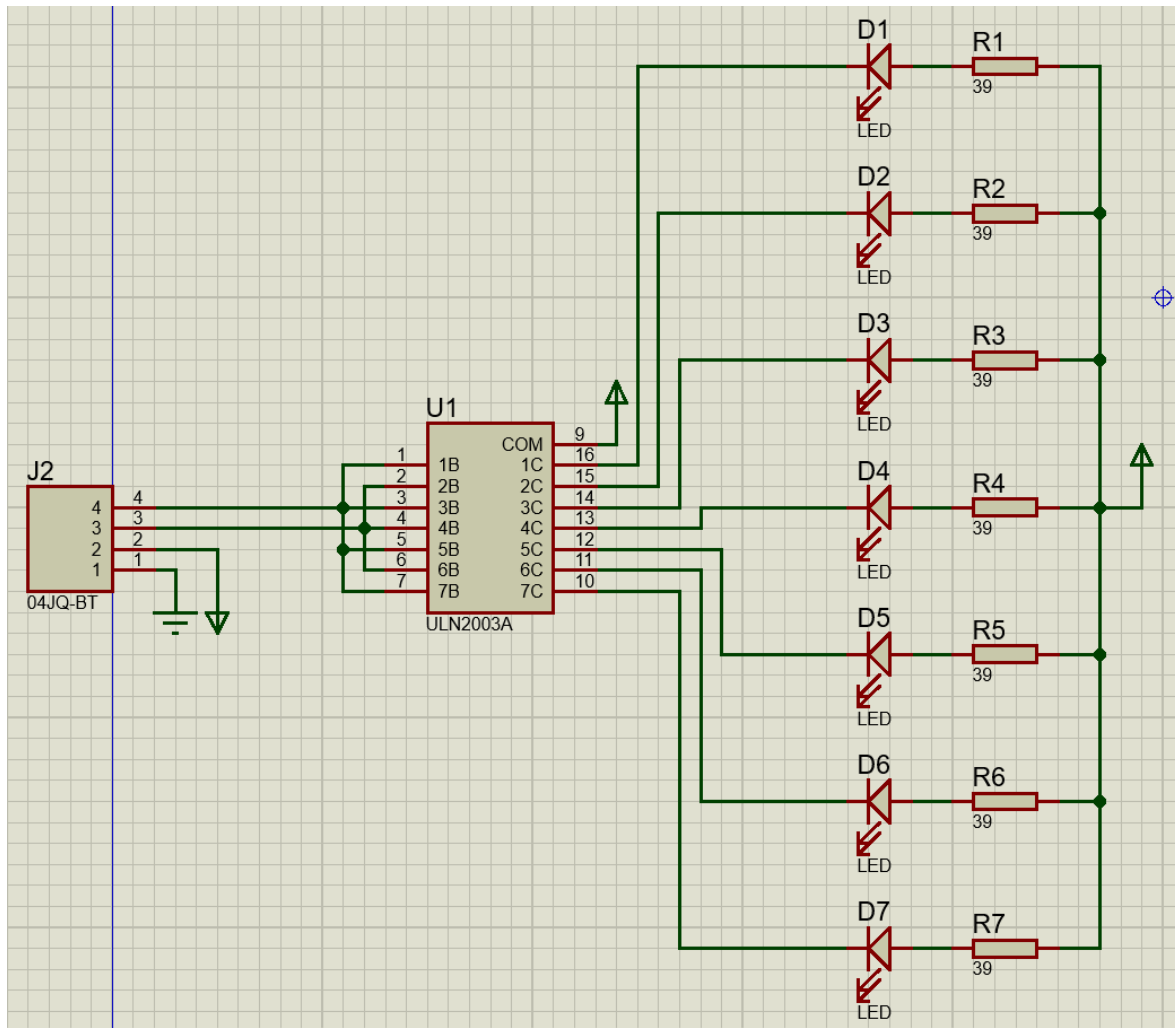 D1
R1
39
LED
D2
R2
39
LED
D3
R3
39
LED
U1
COM 9
1 1B 1C 16
2 2B 2C 15
3 3B 3C 14
4 4B 4C 13
5 5B 5C 12
6 6B 6C 11
7 7B 7C 10
ULN2003A
J2
4 4
3 3
2 2
1 1
04JQ-BT
D4
R4
39
LED
D5
R5
39
LED
D6
R6
39
LED
D7
R7
39
LED